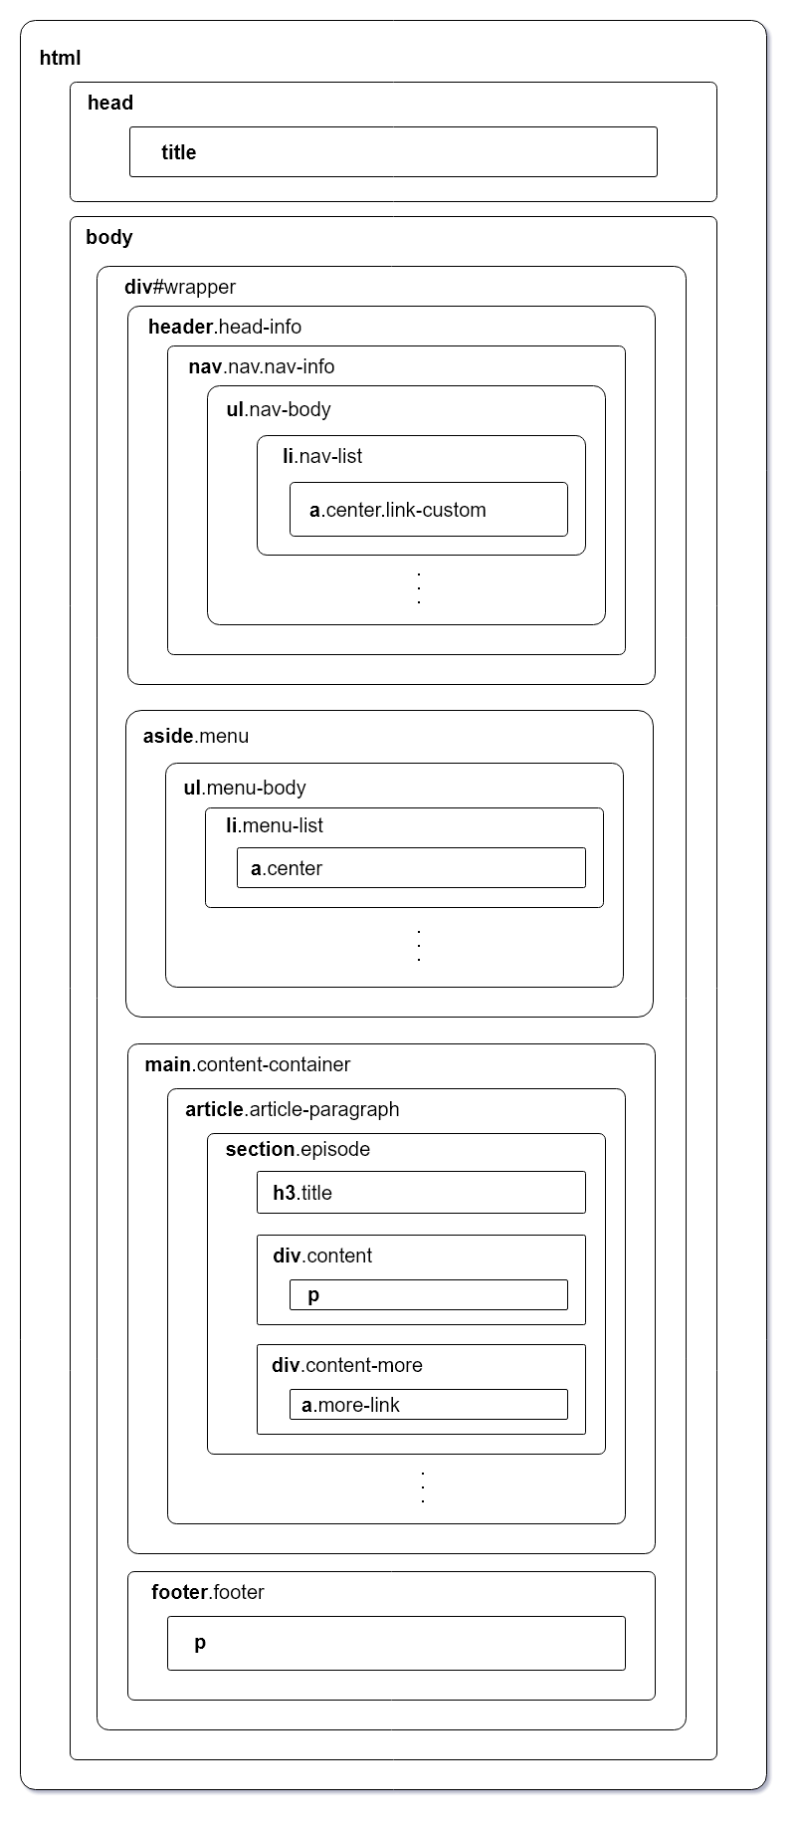 html
head
title
body
div#wrapper
header.head-info
nav.nav.nav-info
ul.nav-body
li.nav-list
a.center.link-custom
aside.menu
ul.menu-body
li.menu-list
a.center
main.content-container
article.article-paragraph
section.episode
h3.title
div.content
p
div.content-more
a.more-link
footer.footer
p